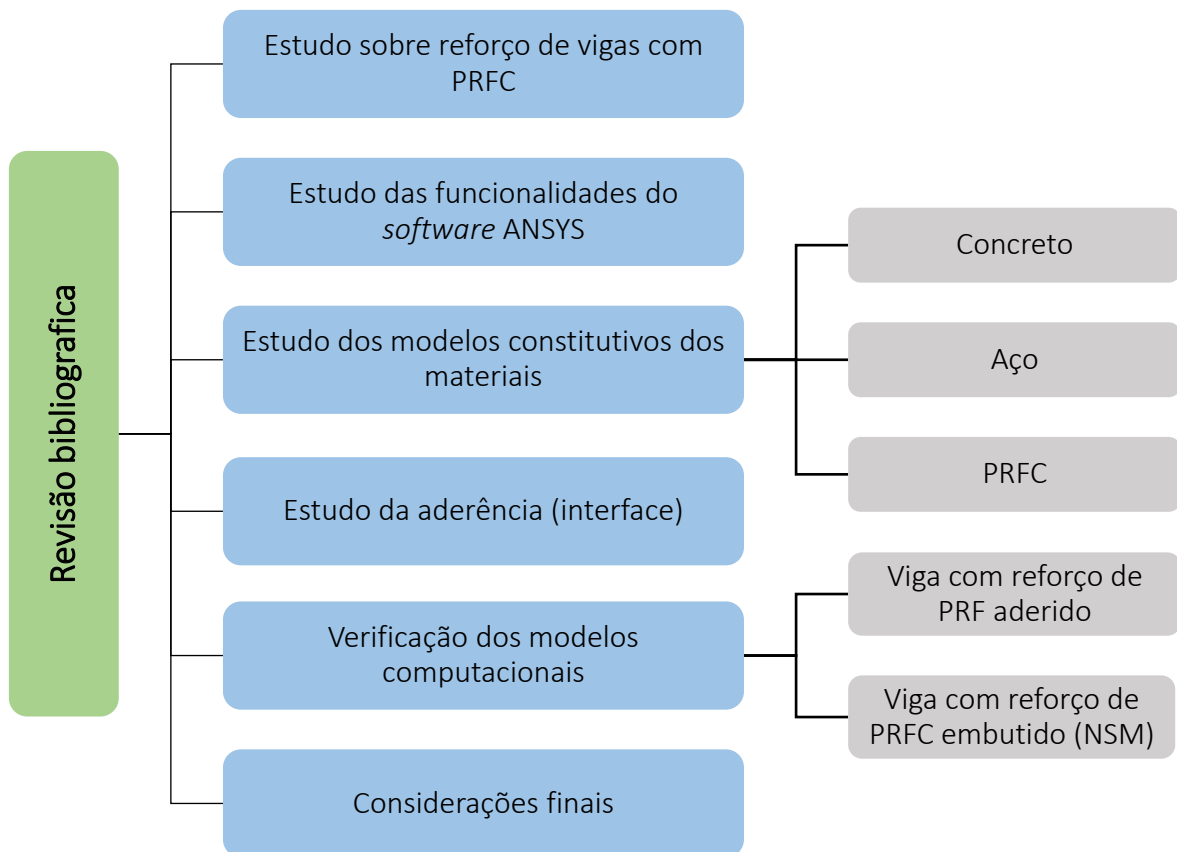 Revisão bibliografica
Estudo sobre reforço de vigas com
PRFC
Estudo das funcionalidades do
software ANSYS
Estudo dos modelos constitutivos dos
materiais
Concreto
Aço
PRFC
Estudo da aderência (interface)
Verificação dos modelos
computacionais
Viga com reforço de
PRF aderido
Viga com reforço de
PRFC embutido (NSM)
Considerações finais